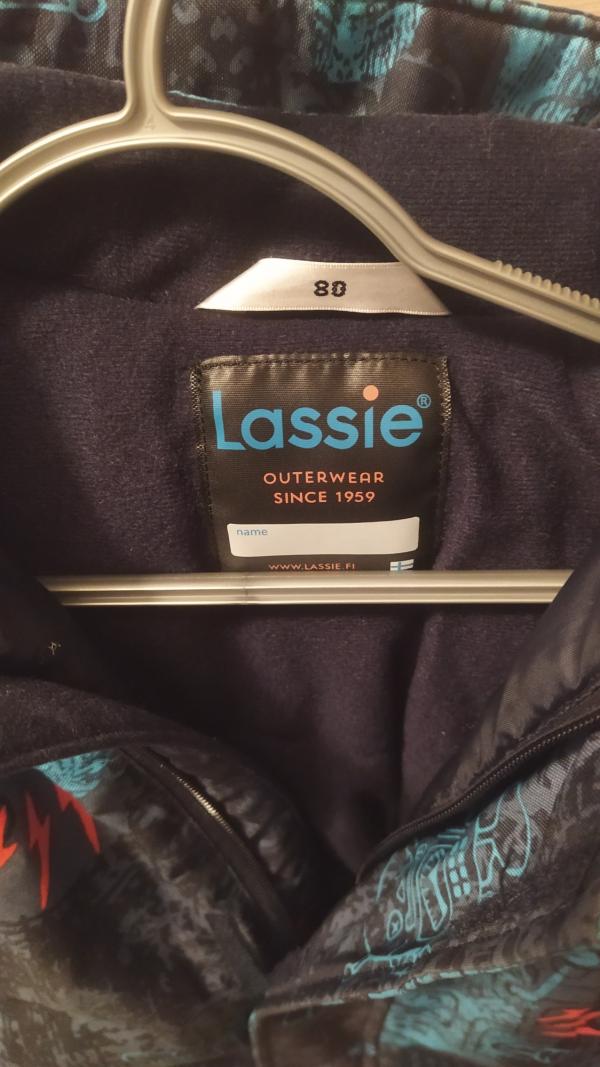 80
Lassie®
OUTERWEAR
SINCE 1959
name
WWW.LASSIE.FI